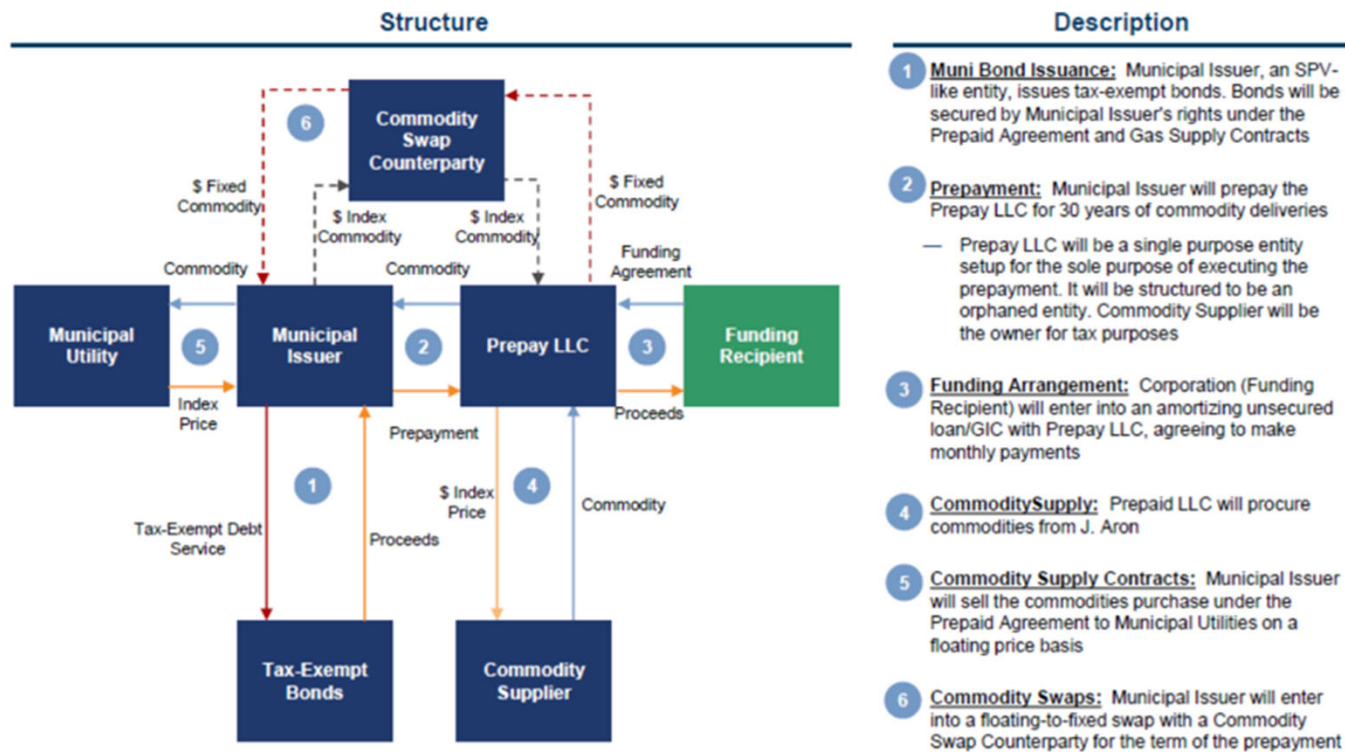 Structure
6
Commodity
Swap
Counterparty
$ Fixed
Commodity
$ Index
Commodity
$ Index
Commodity
$ Fixed
Commodity
Commodity
Commodity
Funding
Agreement
Municipal
Utility
5
Municipal
Issuer
2
Prepay LLC
3
Funding
Recipient
Index
Price
Prepayment
Proceeds
1
$ Index
Price
4
Commodity
Tax-Exempt Debt
Service
Proceeds
Tax-Exempt
Bonds
Commodity
Supplier
Description
1 Muni Bond Issuance: Municipal Issuer, an SPV-
like entity, issues tax-exempt bonds. Bonds will be
secured by Municipal Issuer's rights under the
Prepaid Agreement and Gas Supply Contracts
2 Prepayment: Municipal Issuer will prepay the
Prepay LLC for 30 years of commodity deliveries
— Prepay LLC will be a single purpose entity
setup for the sole purpose of executing the
prepayment. It will be structured to be an
orphaned entity. Commodity Supplier will be
the owner for tax purposes
3 Funding Arrangement: Corporation (Funding
Recipient) will enter into an amortizing unsecured
loan/GIC with Prepay LLC, agreeing to make
monthly payments
4 CommoditySupply: Prepaid LLC will procure
commodities from J. Aron
5 Commodity Supply Contracts: Municipal Issuer
will sell the commodities purchase under the
Prepaid Agreement to Municipal Utilities on a
floating price basis
6 Commodity Swaps: Municipal Issuer will enter
into a floating-to-fixed swap with a Commodity
Swap Counterparty for the term of the prepayment